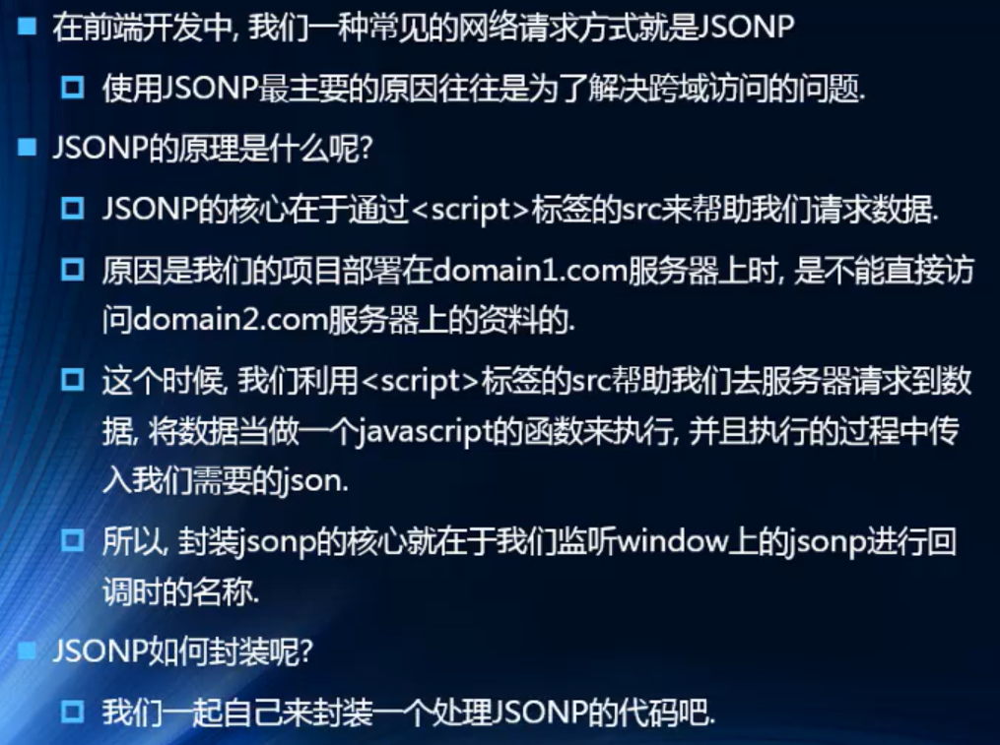 在前端开发中, 我们一种常见的网络请求方式就是JSONP
使用JSONP最主要的原因往往是为了解决跨域访问的问题.
JSONP的原理是什么呢?
JSONP的核心在于通过<script>标签的src来帮助我们请求数据.
原因是我们的项目部署在domain1.com服务器上时, 是不能直接访
问domain2.com服务器上的资料的.
这个时候, 我们利用<script>标签的src帮助我们去服务器请求到数
据, 将数据当做一个javascript的函数来执行, 并且执行的过程中传
入我们需要的json.
所以, 封装jsonp的核心就在于我们监听window上的jsonp进行回
调时的名称.
JSONP如何封装呢?
我们一起自己来封装一个处理JSONP的代码吧.